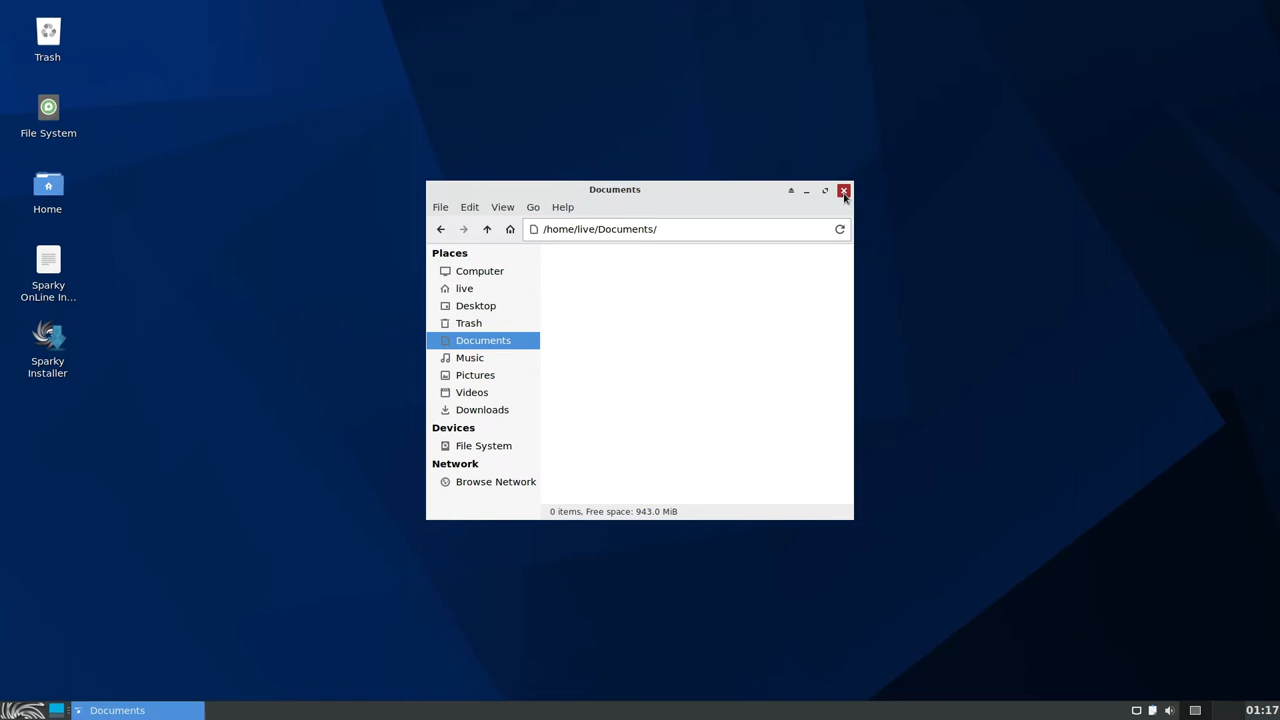 Trash
File System
Home
Sparky
OnLine In...
Sparky
Installer
Documents
File Edit View Go Help
/home/live/Documents/
Places
Computer
live
Desktop
Trash
Documents
Music
Pictures
Videos
Downloads
Devices
File System
Network
Browse Network
0 items, Free space: 943.0 MiB
Documents
01:17